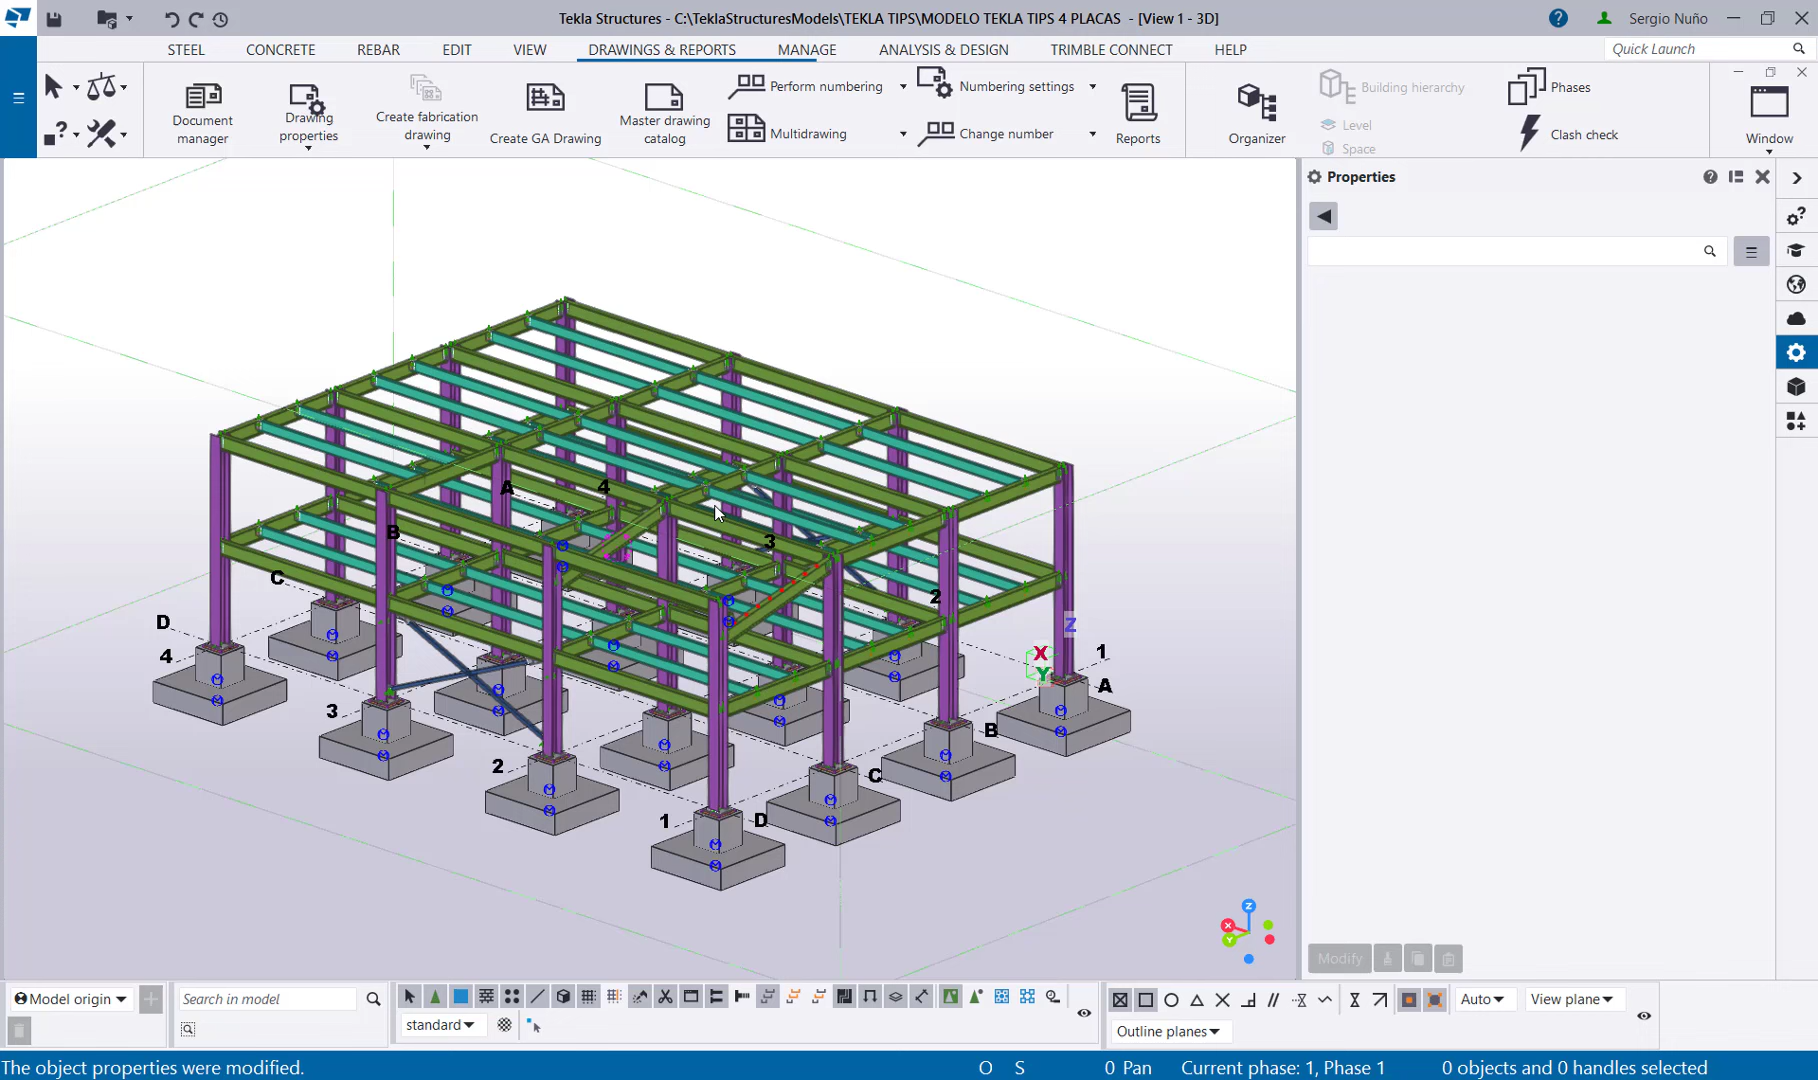 Tekla Structures - C:\TeklaStructuresModels\TEKLA TIPS\MODELO TEKLA TIPS 4 PLACAS - [View 1 - 3D]
Sergio Nuño
STEEL
CONCRETE
REBAR
EDIT
VIEW
DRAWINGS & REPORTS
MANAGE
ANALYSIS & DESIGN
TRIMBLE CONNECT
HELP
Quick Launch
Document manager
Drawing properties
Create fabrication drawing
Create GA Drawing
Master drawing catalog
Perform numbering
Multidrawing
Numbering settings
Change number
Reports
Organizer
Building hierarchy
Level
Space
Phases
Clash check
Window
Properties
A
4
B
3
C
2
D
4
Z
X
Y
1
A
3
B
2
C
1
D
Z
X
Y
Modify
Model origin
Search in model
standard
Auto
View plane
Outline planes
The object properties were modified.
O
S
0 Pan
Current phase: 1, Phase 1
0 objects and 0 handles selected